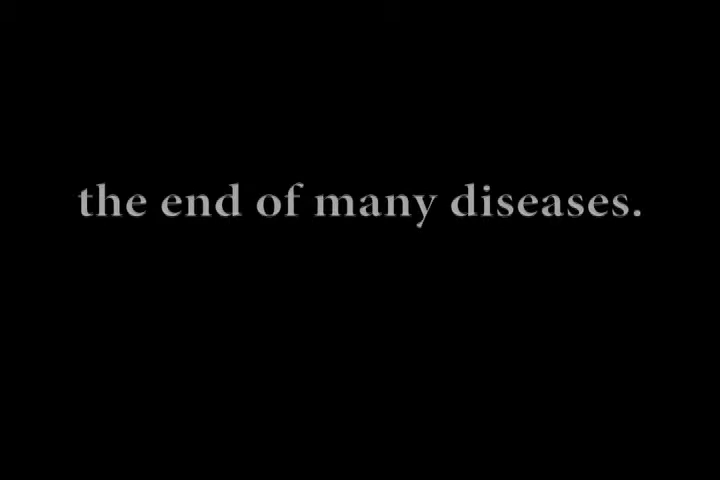 the end of many diseases.